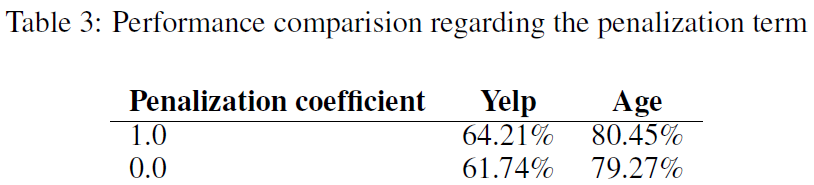 Table 3: Performance comparision regarding the penalization term
Penalization coefficient Yelp Age
1.0 64.21% 80.45%
0.0 61.74% 79.27%